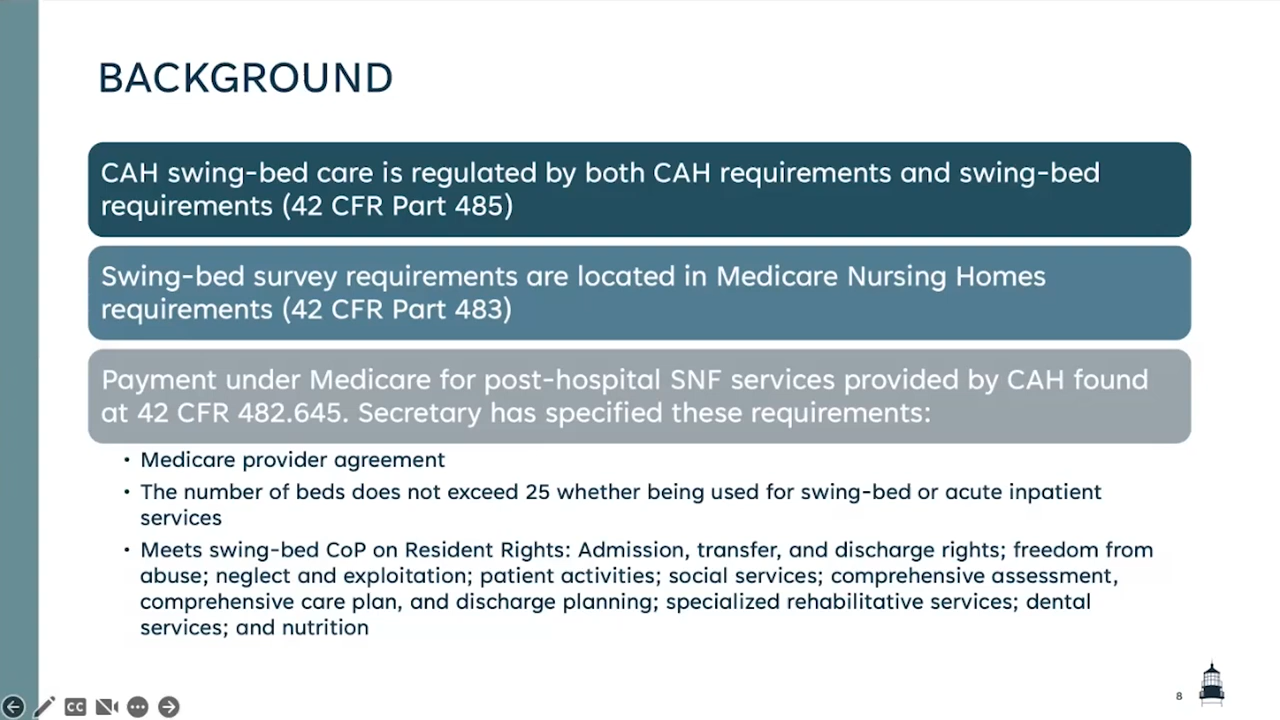 BACKGROUND
CAH swing-bed care is regulated by both CAH requirements and swing-bed
requirements (42 CFR Part 485)
Swing-bed survey requirements are located in Medicare Nursing Homes
requirements (42 CFR Part 483)
Payment under Medicare for post-hospital SNF services provided by CAH found
at 42 CFR 482.645. Secretary has specified these requirements:
• Medicare provider agreement
• The number of beds does not exceed 25 whether being used for swing-bed or acute inpatient
services
• Meets swing-bed CoP on Resident Rights: Admission, transfer, and discharge rights; freedom from
abuse; neglect and exploitation; patient activities; social services; comprehensive assessment,
comprehensive care plan, and discharge planning; specialized rehabilitative services; dental
services; and nutrition
8
CC